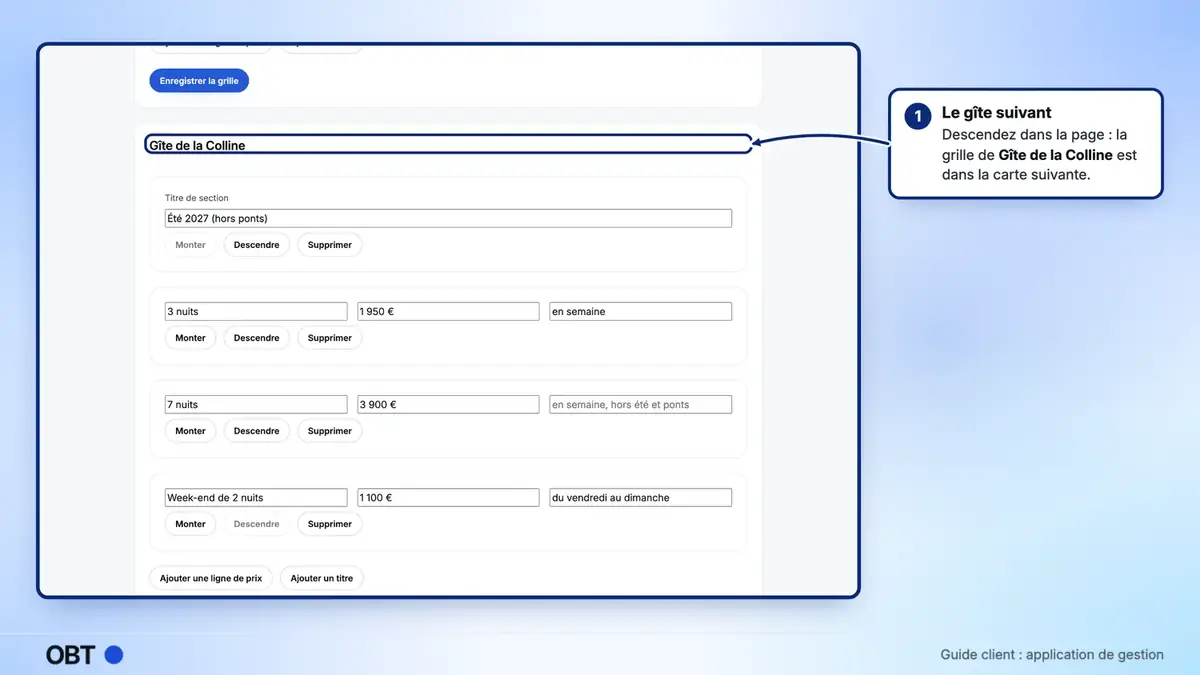 Enregistrer la grille
Gîte de la Colline
Titre de section
Été 2027 (hors ponts)
Monter Descendre Supprimer
3 nuits 1 950 € en semaine
Monter Descendre Supprimer
7 nuits 3 900 € en semaine, hors été et ponts
Monter Descendre Supprimer
Week-end de 2 nuits 1 100 € du vendredi au dimanche
Monter Descendre Supprimer
Ajouter une ligne de prix Ajouter un titre
1 Le gîte suivant
Descendez dans la page : la
grille de Gîte de la Colline est
dans la carte suivante.
OBT
Guide client : application de gestion